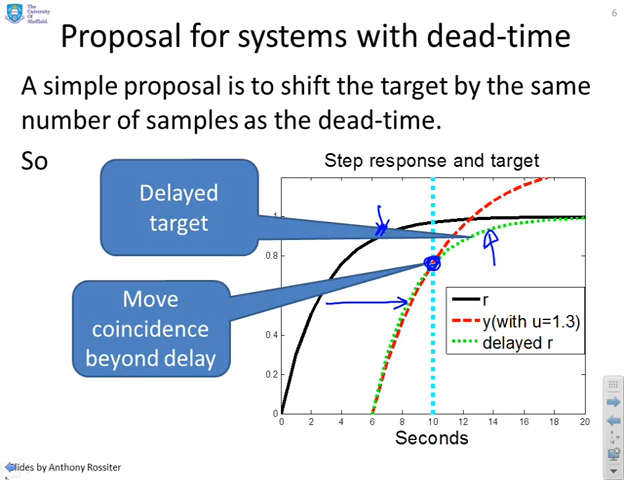 The
University
Of
Sheffield.
6
Proposal for systems with dead-time
A simple proposal is to shift the target by the same
number of samples as the dead-time.
So
Step response and target
Delayed
target
Move
coincidence
beyond delay
1
0.8
0.4
0.2
0
r
y(with u=1.3)
delayed r
0 2 4 6 8 10 12 14 16 18 20
Seconds
Slides by Anthony Rossiter